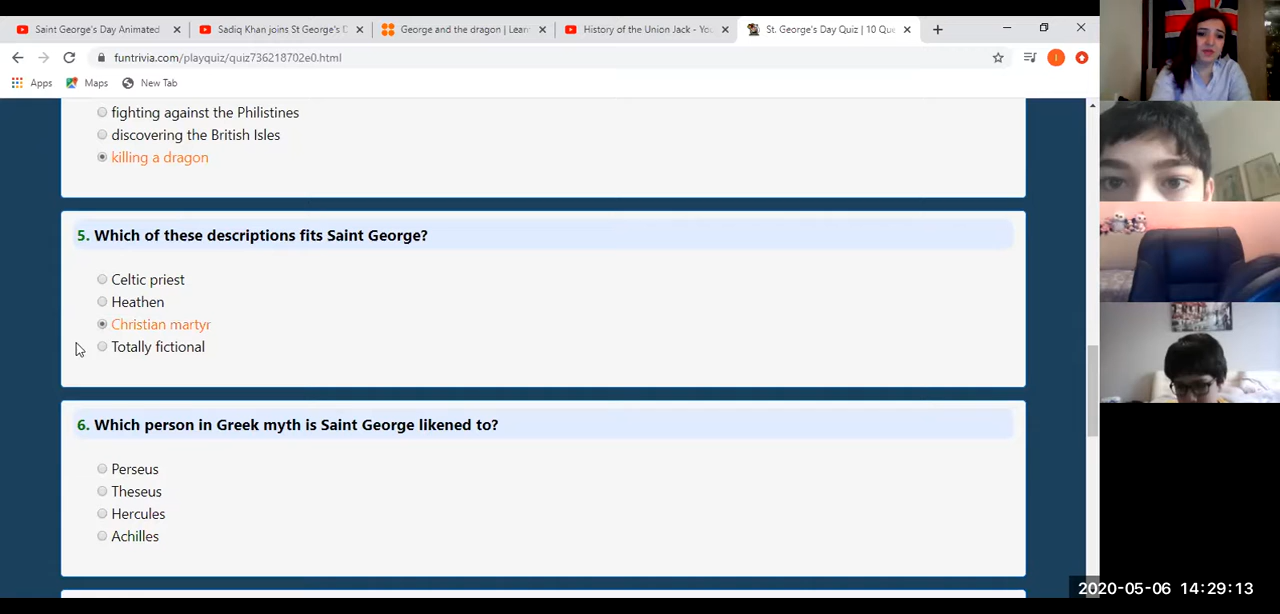 Saint George's Day Animated
Sadiq Khan joins St George's D
George and the dragon | Learn
History of the Union Jack - You
St. George's Day Quiz | 10 Que
funtrivia.com/playquiz/quiz736218702e0.html
I
Apps
Maps
New Tab
fighting against the Philistines
discovering the British Isles
killing a dragon
5. Which of these descriptions fits Saint George?
Celtic priest
Heathen
Christian martyr
Totally fictional
6. Which person in Greek myth is Saint George likened to?
Perseus
Theseus
Hercules
Achilles
2020-05-06 14:29:13